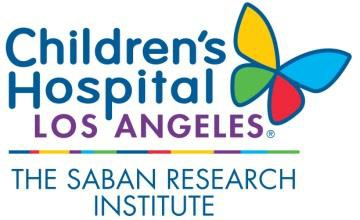 Children's
Hospital
LOS ANGELES®
THE SABAN RESEARCH
INSTITUTE